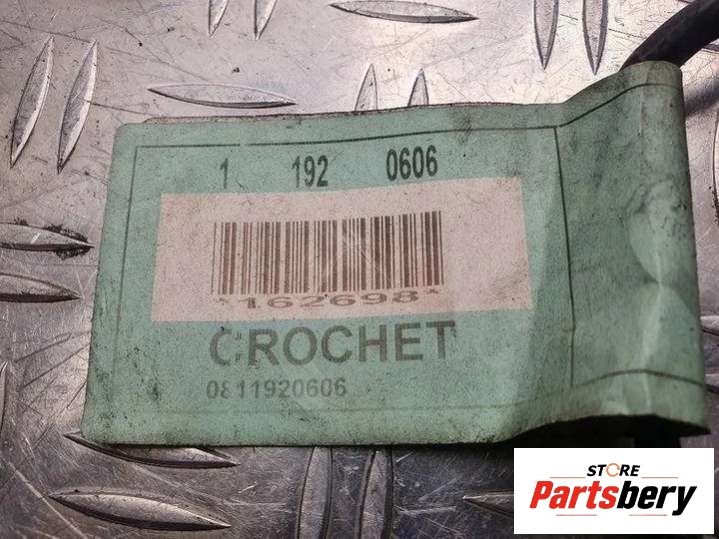 1 192 0606
*162698*
CROCHET
0811920606
STORE
Partsbery